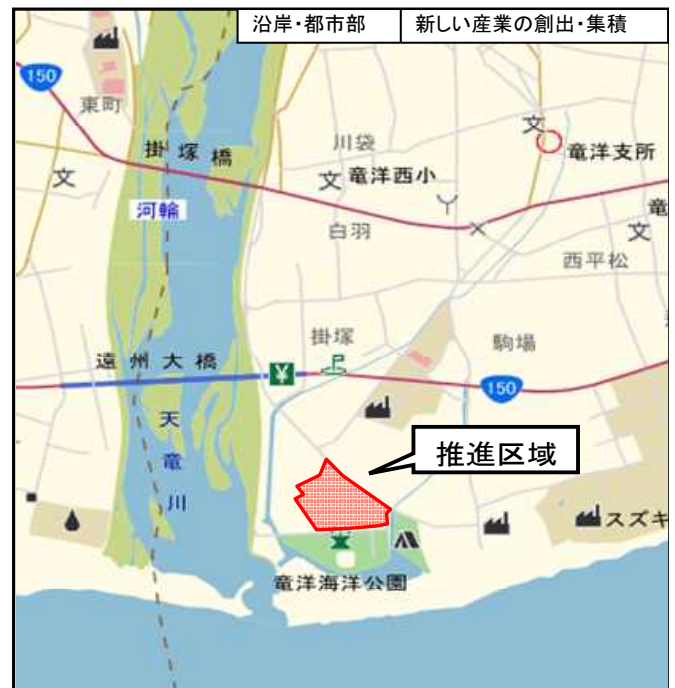 沿岸・都市部
新しい産業の創出・集積
150
東町
掛塚橋
川袋
文
竜洋支所
文
文 竜洋西小
河輪
白羽
竜
文
西平松
掛塚
駒場
遠州大橋
¥
150
天竜川
推進区域
スズキ
竜洋海洋公園